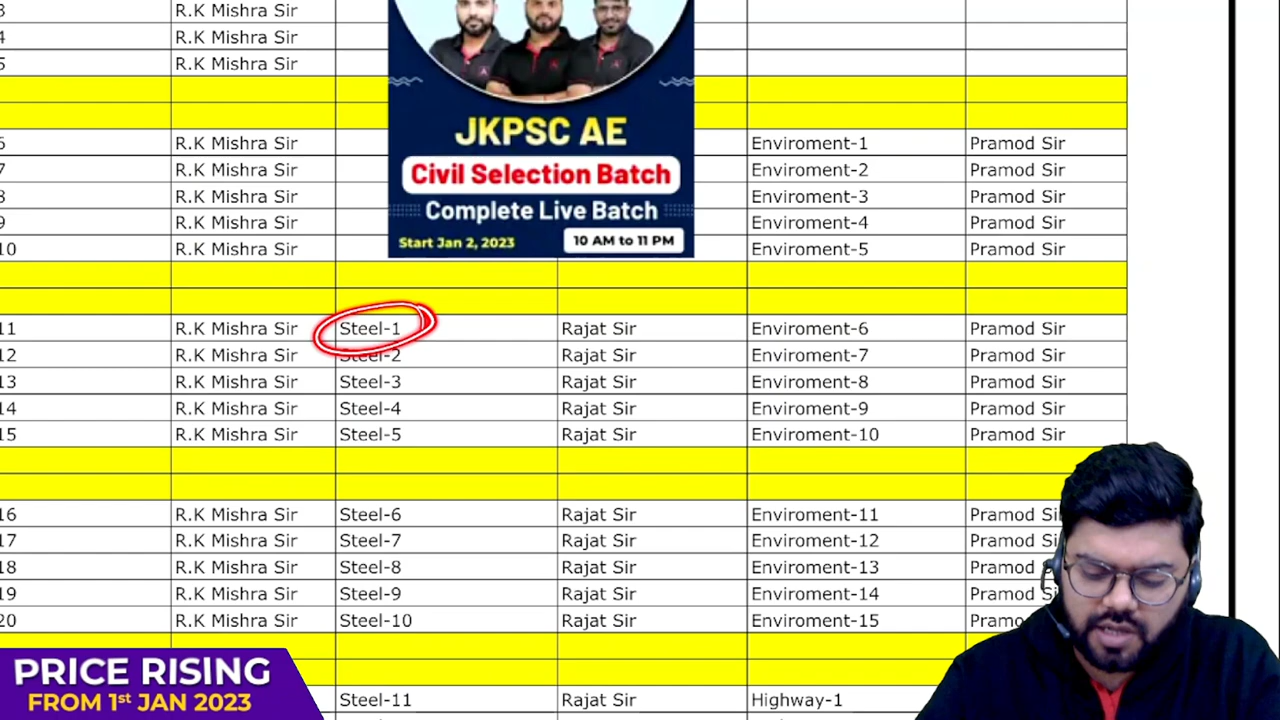 3 R.K Mishra Sir
4 R.K Mishra Sir
5 R.K Mishra Sir
JKPSC AE
Civil Selection Batch
Complete Live Batch
Start Jan 2, 2023 10 AM to 11 PM
6 R.K Mishra Sir Enviroment-1 Pramod Sir
7 R.K Mishra Sir Enviroment-2 Pramod Sir
8 R.K Mishra Sir Enviroment-3 Pramod Sir
9 R.K Mishra Sir Enviroment-4 Pramod Sir
10 R.K Mishra Sir Enviroment-5 Pramod Sir
11 R.K Mishra Sir Steel-1 Rajat Sir Enviroment-6 Pramod Sir
12 R.K Mishra Sir Steel-2 Rajat Sir Enviroment-7 Pramod Sir
13 R.K Mishra Sir Steel-3 Rajat Sir Enviroment-8 Pramod Sir
14 R.K Mishra Sir Steel-4 Rajat Sir Enviroment-9 Pramod Sir
15 R.K Mishra Sir Steel-5 Rajat Sir Enviroment-10 Pramod Sir
16 R.K Mishra Sir Steel-6 Rajat Sir Enviroment-11 Pramod Si
17 R.K Mishra Sir Steel-7 Rajat Sir Enviroment-12 Pramod Si
18 R.K Mishra Sir Steel-8 Rajat Sir Enviroment-13 Pramod
19 R.K Mishra Sir Steel-9 Rajat Sir Enviroment-14 Pramod
20 R.K Mishra Sir Steel-10 Rajat Sir Enviroment-15 Pramo
Steel-11 Rajat Sir Highway-1
PRICE RISING
FROM 1st JAN 2023